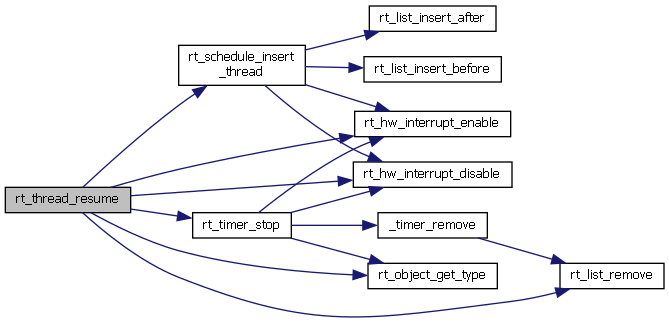 rt_list_insert_after
rt_schedule_insert
_thread
rt_list_insert_before
rt_hw_interrupt_enable
rt_hw_interrupt_disable
rt_thread_resume
rt_timer_stop
_timer_remove
rt_object_get_type
rt_list_remove